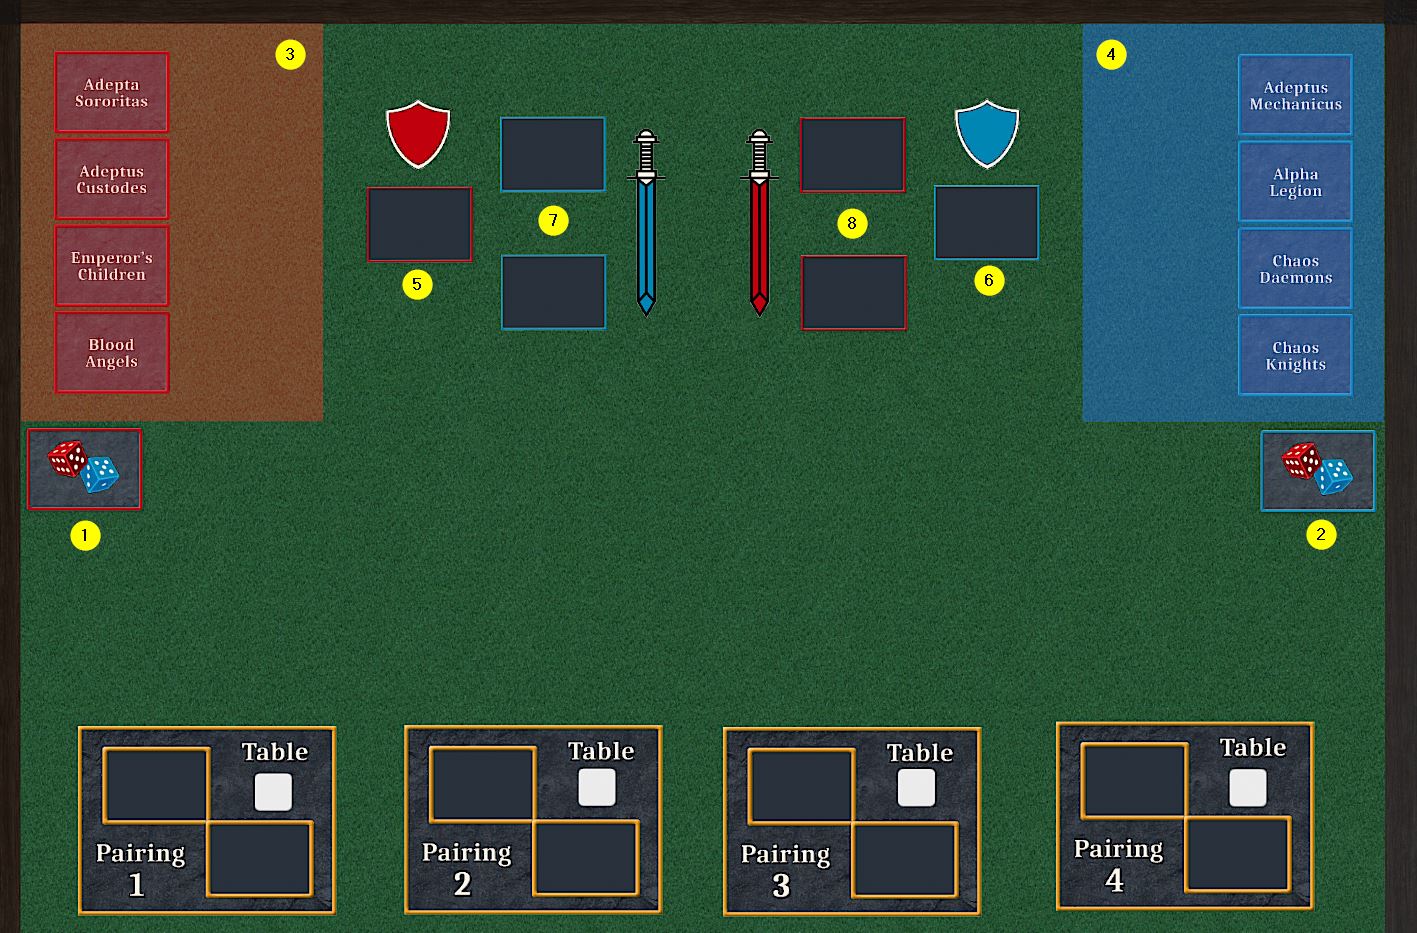 3
Adepta
Sororitas
Adeptus
Custodes
Emperor's
Children
Blood
Angels
1
5
7
8
6
4
Adeptus
Mechanicus
Alpha
Legion
Chaos
Daemons
Chaos
Knights
2
Table
Pairing
1
Table
Pairing
2
Table
Pairing
3
Table
Pairing
4